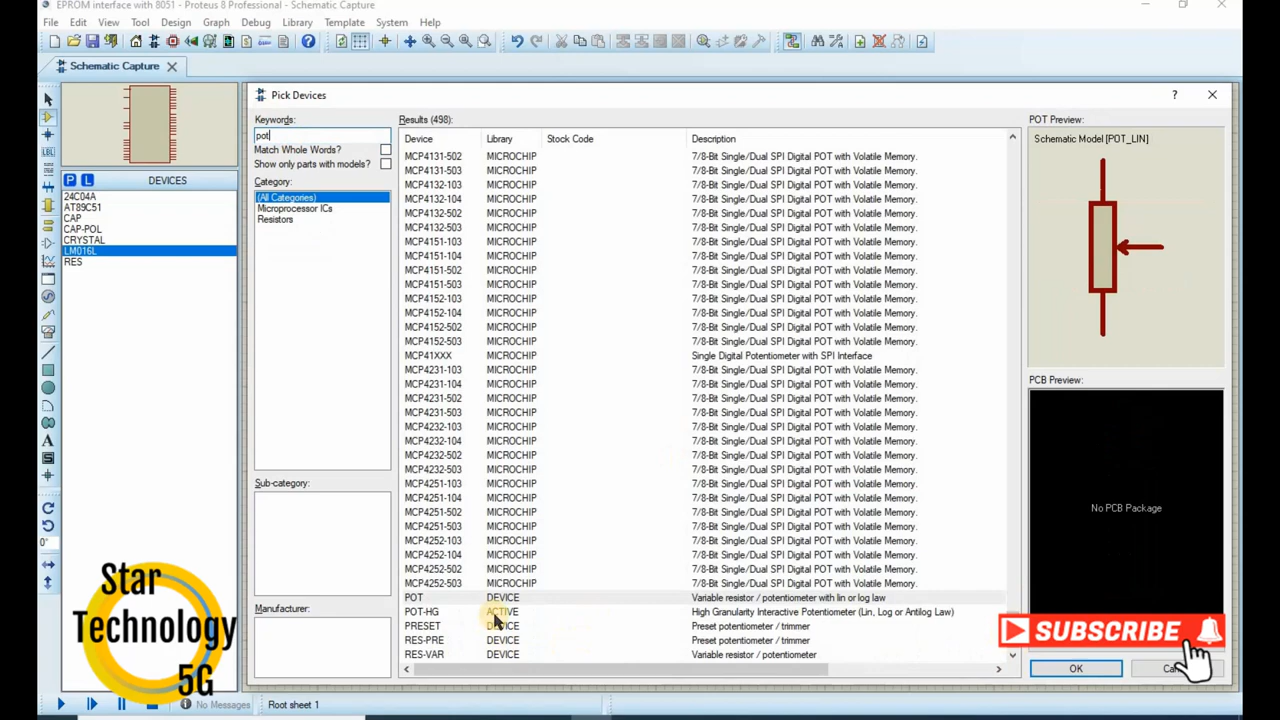 EPROM interface with 8051 - Proteus 8 Professional - Schematic Capture
File Edit View Tool Design Graph Debug Library Template System Help
Schematic Capture
Pick Devices
Keywords:
pot
Match Whole Words?
Show only parts with models?
Category:
(All Categories)
Microprocessor ICs
Resistors
Sub-category:
Manufacturer:
P L DEVICES
24C04A
AT89C51
CAP
CAP-POL
CRYSTAL
LM016L
RES
LBL
A
S
0°
Results (498):
Device Library Stock Code Description
MCP4131-502 MICROCHIP 7/8-Bit Single/Dual SPI Digital POT with Volatile Memory.
MCP4131-503 MICROCHIP 7/8-Bit Single/Dual SPI Digital POT with Volatile Memory.
MCP4132-103 MICROCHIP 7/8-Bit Single/Dual SPI Digital POT with Volatile Memory.
MCP4132-104 MICROCHIP 7/8-Bit Single/Dual SPI Digital POT with Volatile Memory.
MCP4132-502 MICROCHIP 7/8-Bit Single/Dual SPI Digital POT with Volatile Memory.
MCP4132-503 MICROCHIP 7/8-Bit Single/Dual SPI Digital POT with Volatile Memory.
MCP4151-103 MICROCHIP 7/8-Bit Single/Dual SPI Digital POT with Volatile Memory.
MCP4151-104 MICROCHIP 7/8-Bit Single/Dual SPI Digital POT with Volatile Memory.
MCP4151-502 MICROCHIP 7/8-Bit Single/Dual SPI Digital POT with Volatile Memory.
MCP4151-503 MICROCHIP 7/8-Bit Single/Dual SPI Digital POT with Volatile Memory.
MCP4152-103 MICROCHIP 7/8-Bit Single/Dual SPI Digital POT with Volatile Memory.
MCP4152-104 MICROCHIP 7/8-Bit Single/Dual SPI Digital POT with Volatile Memory.
MCP4152-502 MICROCHIP 7/8-Bit Single/Dual SPI Digital POT with Volatile Memory.
MCP4152-503 MICROCHIP 7/8-Bit Single/Dual SPI Digital POT with Volatile Memory.
MCP41XXX MICROCHIP Single Digital Potentiometer with SPI Interface
MCP4231-103 MICROCHIP 7/8-Bit Single/Dual SPI Digital POT with Volatile Memory.
MCP4231-104 MICROCHIP 7/8-Bit Single/Dual SPI Digital POT with Volatile Memory.
MCP4231-502 MICROCHIP 7/8-Bit Single/Dual SPI Digital POT with Volatile Memory.
MCP4231-503 MICROCHIP 7/8-Bit Single/Dual SPI Digital POT with Volatile Memory.
MCP4232-103 MICROCHIP 7/8-Bit Single/Dual SPI Digital POT with Volatile Memory.
MCP4232-104 MICROCHIP 7/8-Bit Single/Dual SPI Digital POT with Volatile Memory.
MCP4232-502 MICROCHIP 7/8-Bit Single/Dual SPI Digital POT with Volatile Memory.
MCP4232-503 MICROCHIP 7/8-Bit Single/Dual SPI Digital POT with Volatile Memory.
MCP4251-103 MICROCHIP 7/8-Bit Single/Dual SPI Digital POT with Volatile Memory.
MCP4251-104 MICROCHIP 7/8-Bit Single/Dual SPI Digital POT with Volatile Memory.
MCP4251-502 MICROCHIP 7/8-Bit Single/Dual SPI Digital POT with Volatile Memory.
MCP4251-503 MICROCHIP 7/8-Bit Single/Dual SPI Digital POT with Volatile Memory.
MCP4252-103 MICROCHIP 7/8-Bit Single/Dual SPI Digital POT with Volatile Memory.
MCP4252-104 MICROCHIP 7/8-Bit Single/Dual SPI Digital POT with Volatile Memory.
MCP4252-502 MICROCHIP 7/8-Bit Single/Dual SPI Digital POT with Volatile Memory.
MCP4252-503 MICROCHIP 7/8-Bit Single/Dual SPI Digital POT with Volatile Memory.
POT DEVICE Variable resistor / potentiometer with lin or log law
POT-HG ACTIVE High Granularity Interactive Potentiometer (Lin, Log or Antilog Law)
PRESET DEVICE Preset potentiometer / trimmer
RES-PRE DEVICE Preset potentiometer / trimmer
RES-VAR DEVICE Variable resistor / potentiometer
POT Preview:
Schematic Model [POT_LIN]
PCB Preview:
No PCB Package
SUBSCRIBE
OK
Star
Technology
5G
No Messages
Root sheet 1